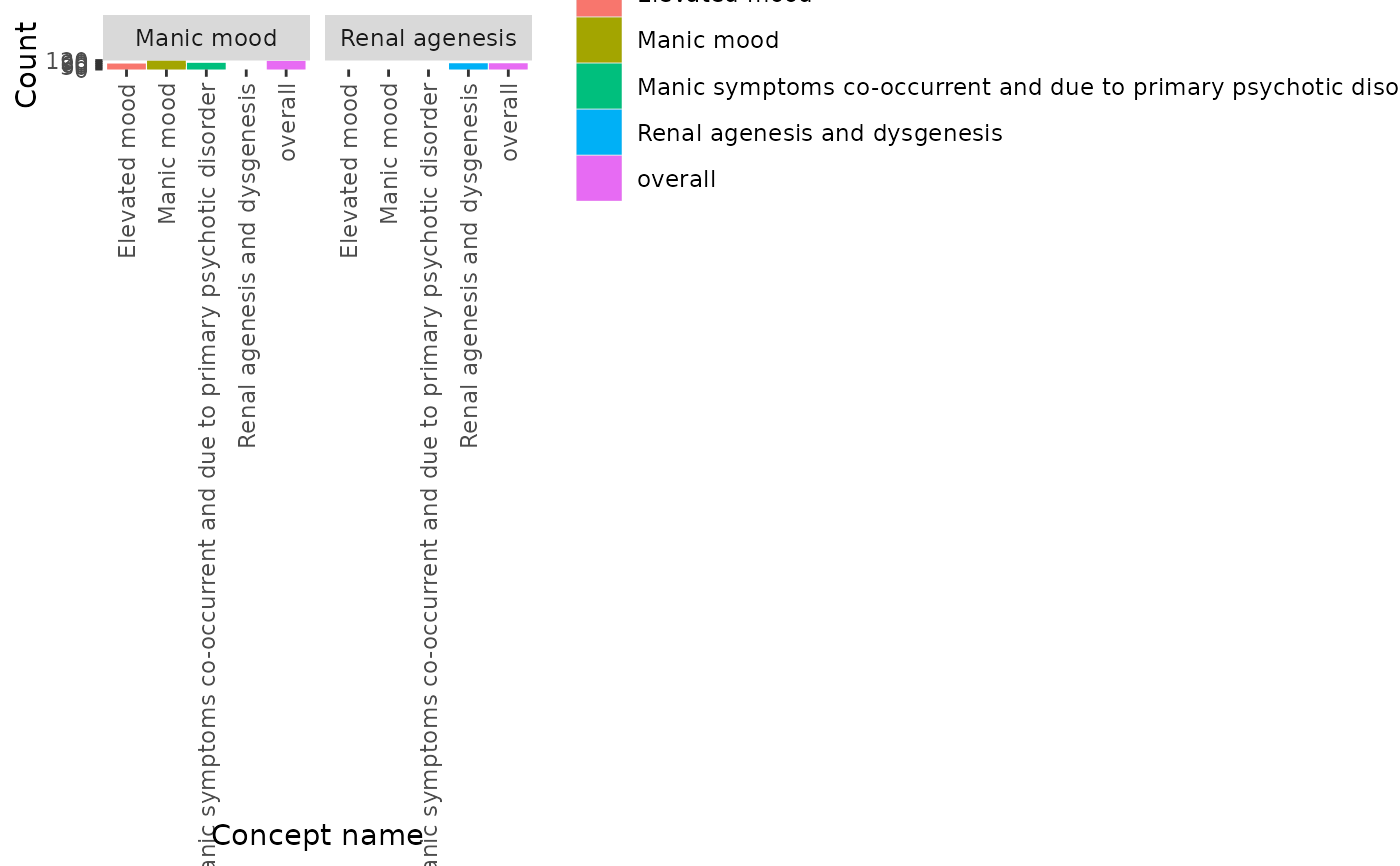 Count
Manic mood
Renal agenesis
Elevated mood
Manic mood
Renal agenesis and dysgenesis
overall
Elevated mood
Manic mood
anic symptoms co-occurrent and due to primary psychotic disorder
Renal agenesis and dysgenesis
overall
Elevated mood
Manic mood
anic symptoms co-occurrent and due to primary psychotic disorder
Renal agenesis and dysgenesis
overall
Concept name
Manic symptoms co-occurrent and due to primary psychotic diso